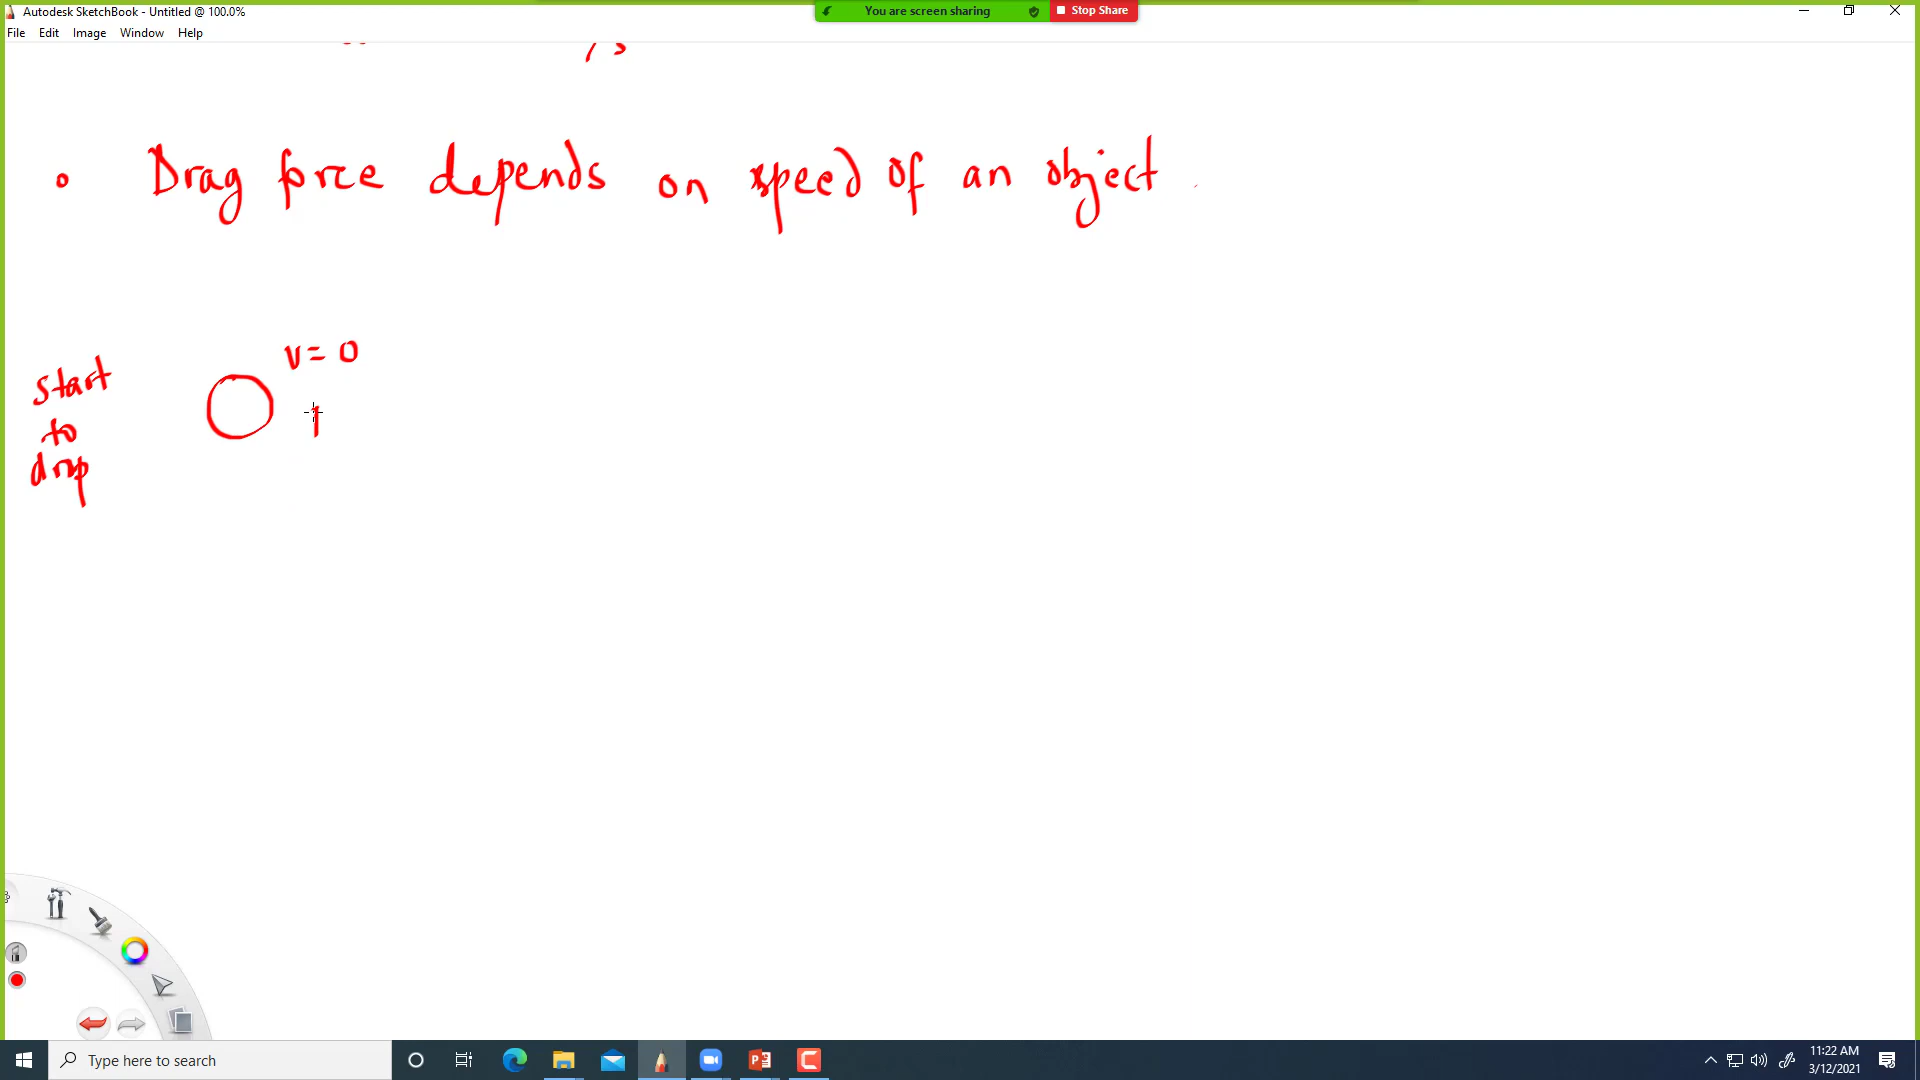 Autodesk SketchBook - Untitled @ 100.0%
You are screen sharing
Stop Share
File Edit Image Window Help
Drag force depends on speed of an object
v = 0
start
to
drop
Type here to search
11:22 AM
3/12/2021